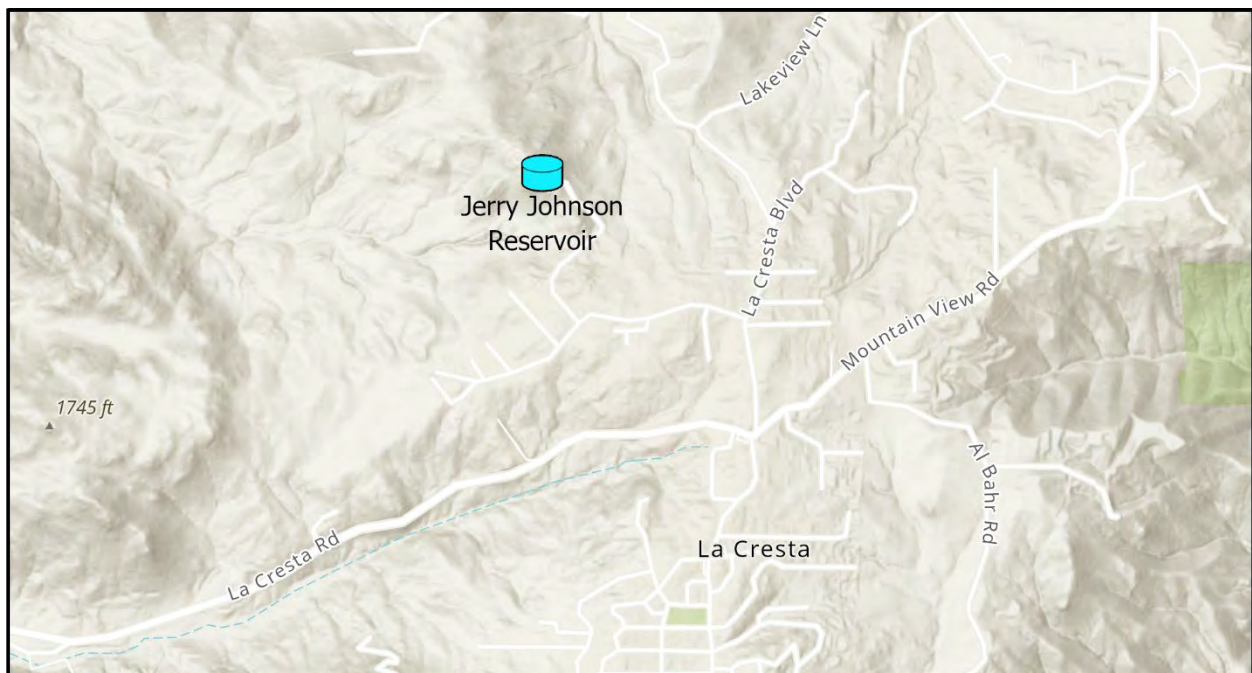 Lakeview Ln
Jerry Johnson
Reservoir
La Cresta Blvd
Mountain View Rd
1745 ft
Al Bahr Rd
La Cresta Rd
La Cresta